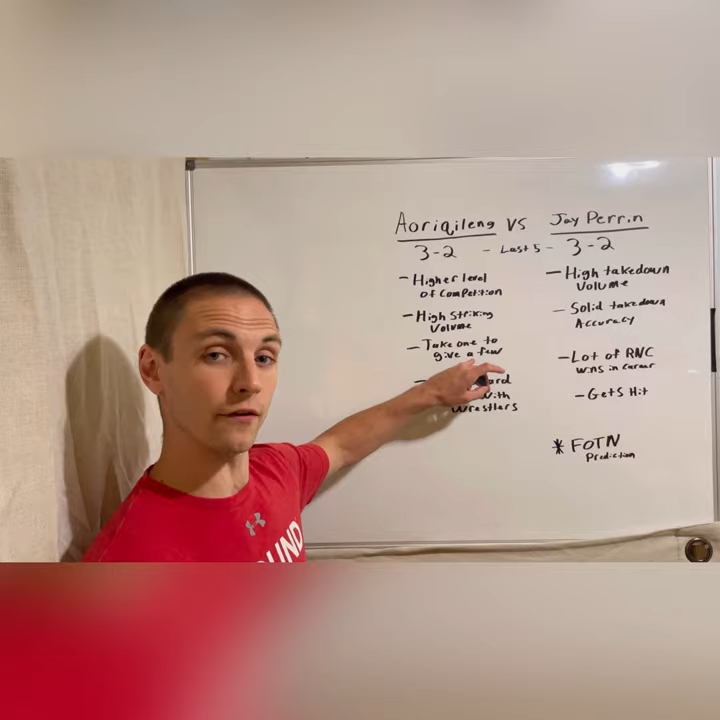 Aoriqileng vs Jay Perrin
3-2 - Last 5 - 3-2
- Higher level
of competition
- High Striking
Volume
- Take one to
give a few
-
with
wrestlers
- High takedown
Volume
- Solid takedown
Accuracy
- Lot of RNC
wins in career
- Gets Hit
* FOTN
Prediction